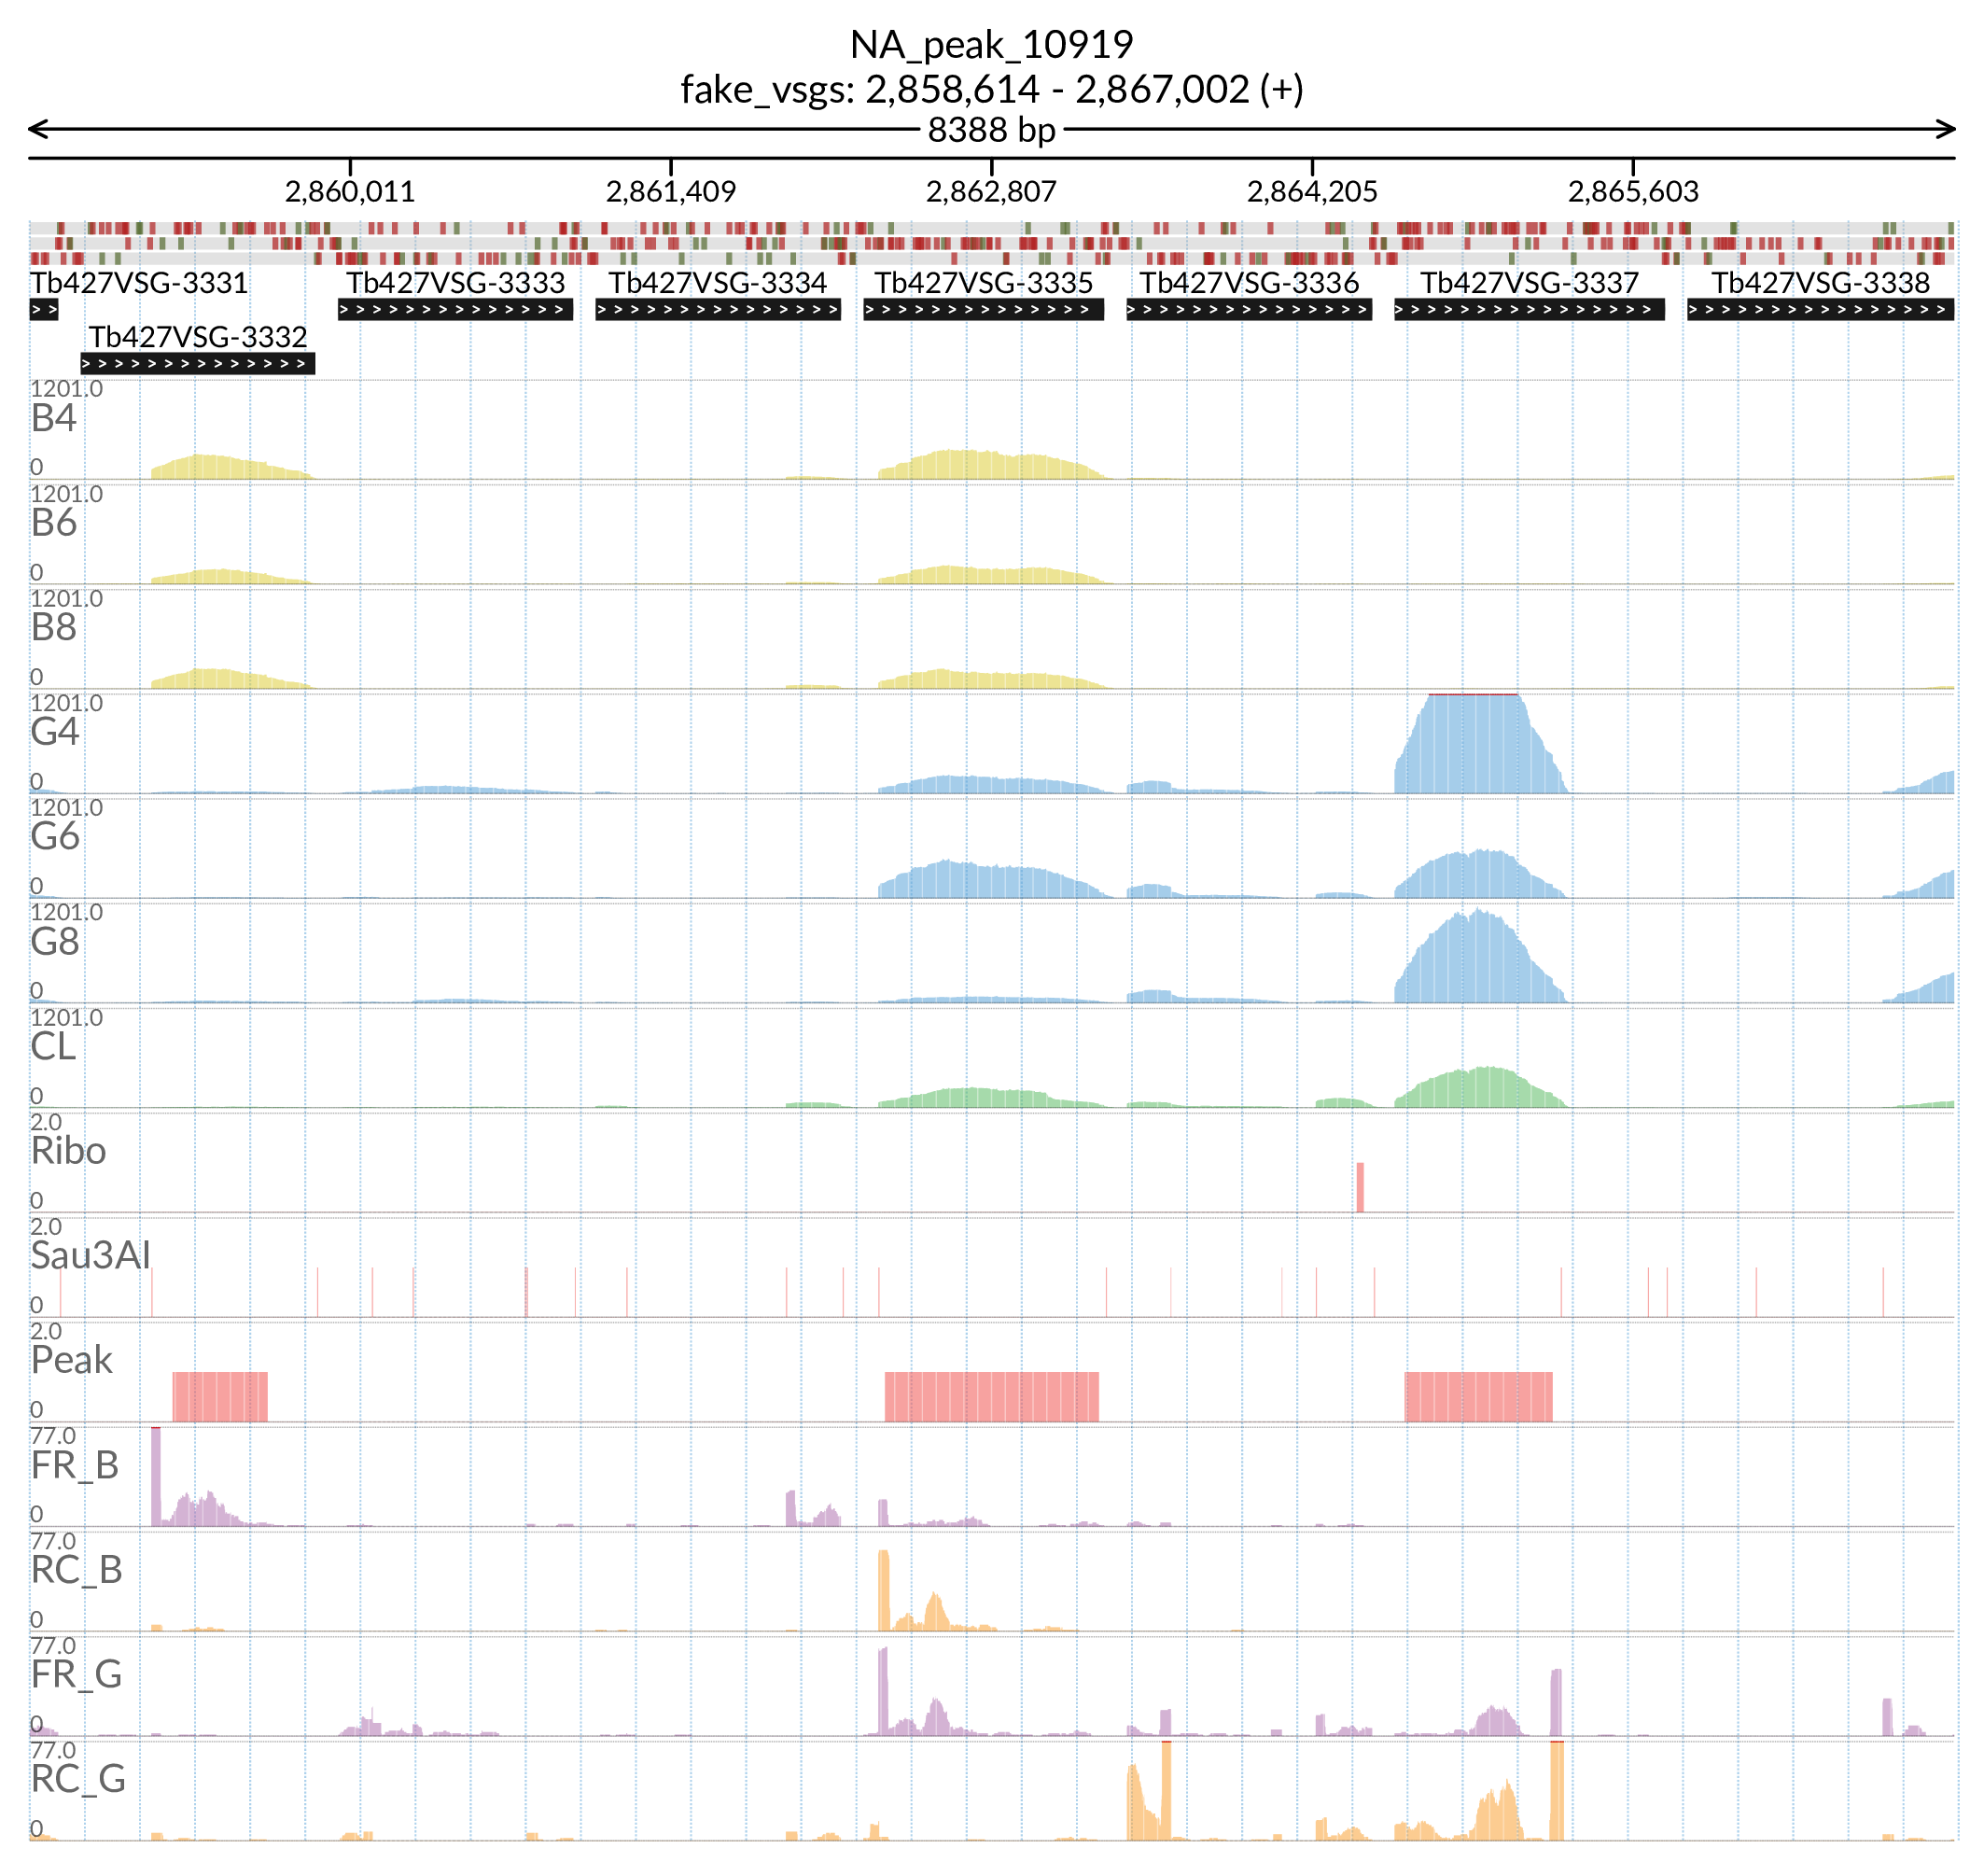 NA_peak_10919
fake_vsgs: 2,858,614 - 2,867,002 (+)
8388 bp
2,860,011 2,861,409 2,862,807 2,864,205 2,865,603
Tb427VSG-3331 Tb427VSG-3333 Tb427VSG-3334 Tb427VSG-3335 Tb427VSG-3336 Tb427VSG-3337 Tb427VSG-3338
Tb427VSG-3332
1201.0
B4
0
1201.0
B6
0
1201.0
B8
0
1201.0
G4
0
1201.0
G6
0
1201.0
G8
0
1201.0
CL
0
2.0
Ribo
0
2.0
Sau3AI
0
2.0
Peak
0
77.0
FR_B
0
77.0
RC_B
0
77.0
FR_G
0
77.0
RC_G
0